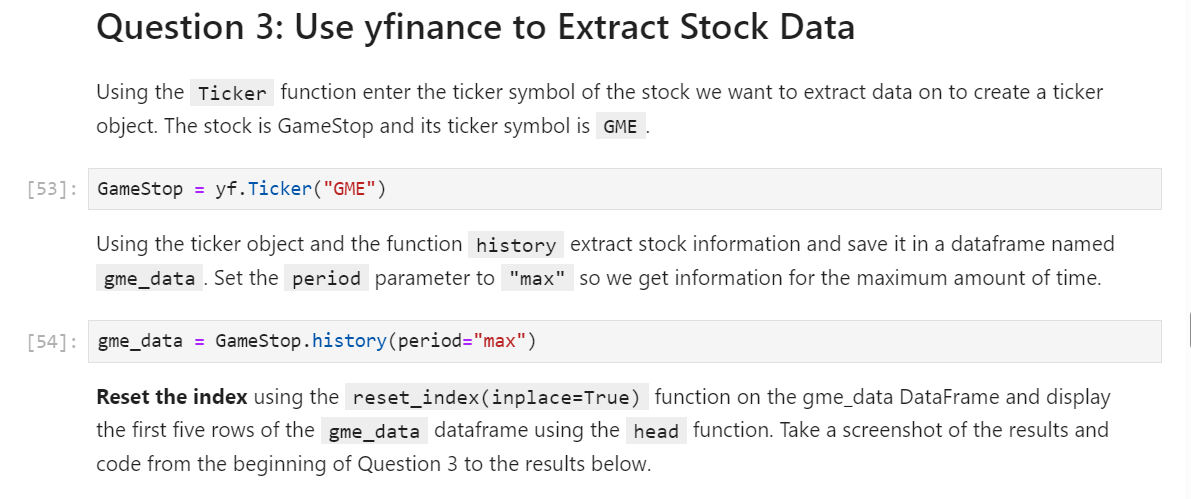 Question 3: Use yfinance to Extract Stock Data
Using the Ticker function enter the ticker symbol of the stock we want to extract data on to create a ticker
object. The stock is GameStop and its ticker symbol is GME .
[53]: GameStop = yf.Ticker("GME")
Using the ticker object and the function history extract stock information and save it in a dataframe named
gme_data . Set the period parameter to "max" so we get information for the maximum amount of time.
[54]: gme_data = GameStop.history(period="max")
Reset the index using the reset_index(inplace=True) function on the gme_data DataFrame and display
the first five rows of the gme_data dataframe using the head function. Take a screenshot of the results and
code from the beginning of Question 3 to the results below.